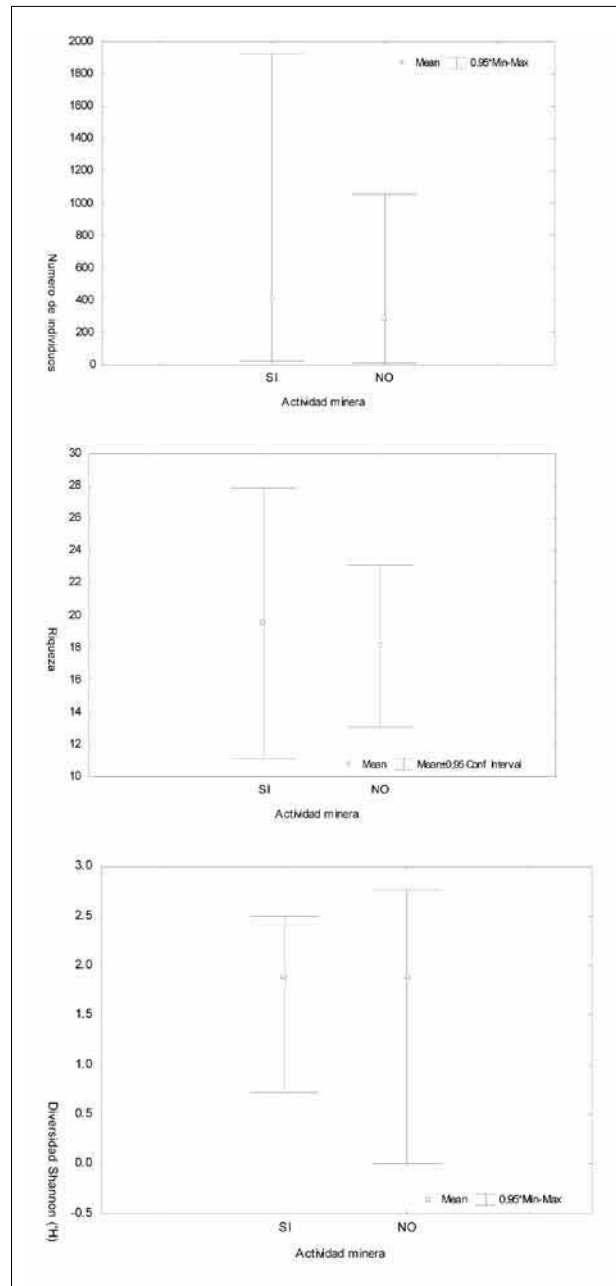 2000
Mean 0.95*Min-Max
1800
1600
1400
1200
1000
800
600
400
200
0
Numero de individuos
SI NO
Actividad minera
30
28
26
24
22
20
18
16
14
12
10
Riqueza
Mean Mean±0,95 Conf. Interval
SI NO
Actividad minera
3.0
2.5
2.0
1.5
1.0
0.5
0.0
-0.5
Diversidad Shannon ('H)
Mean 0,95*Min-Max
SI NO
Actividad minera